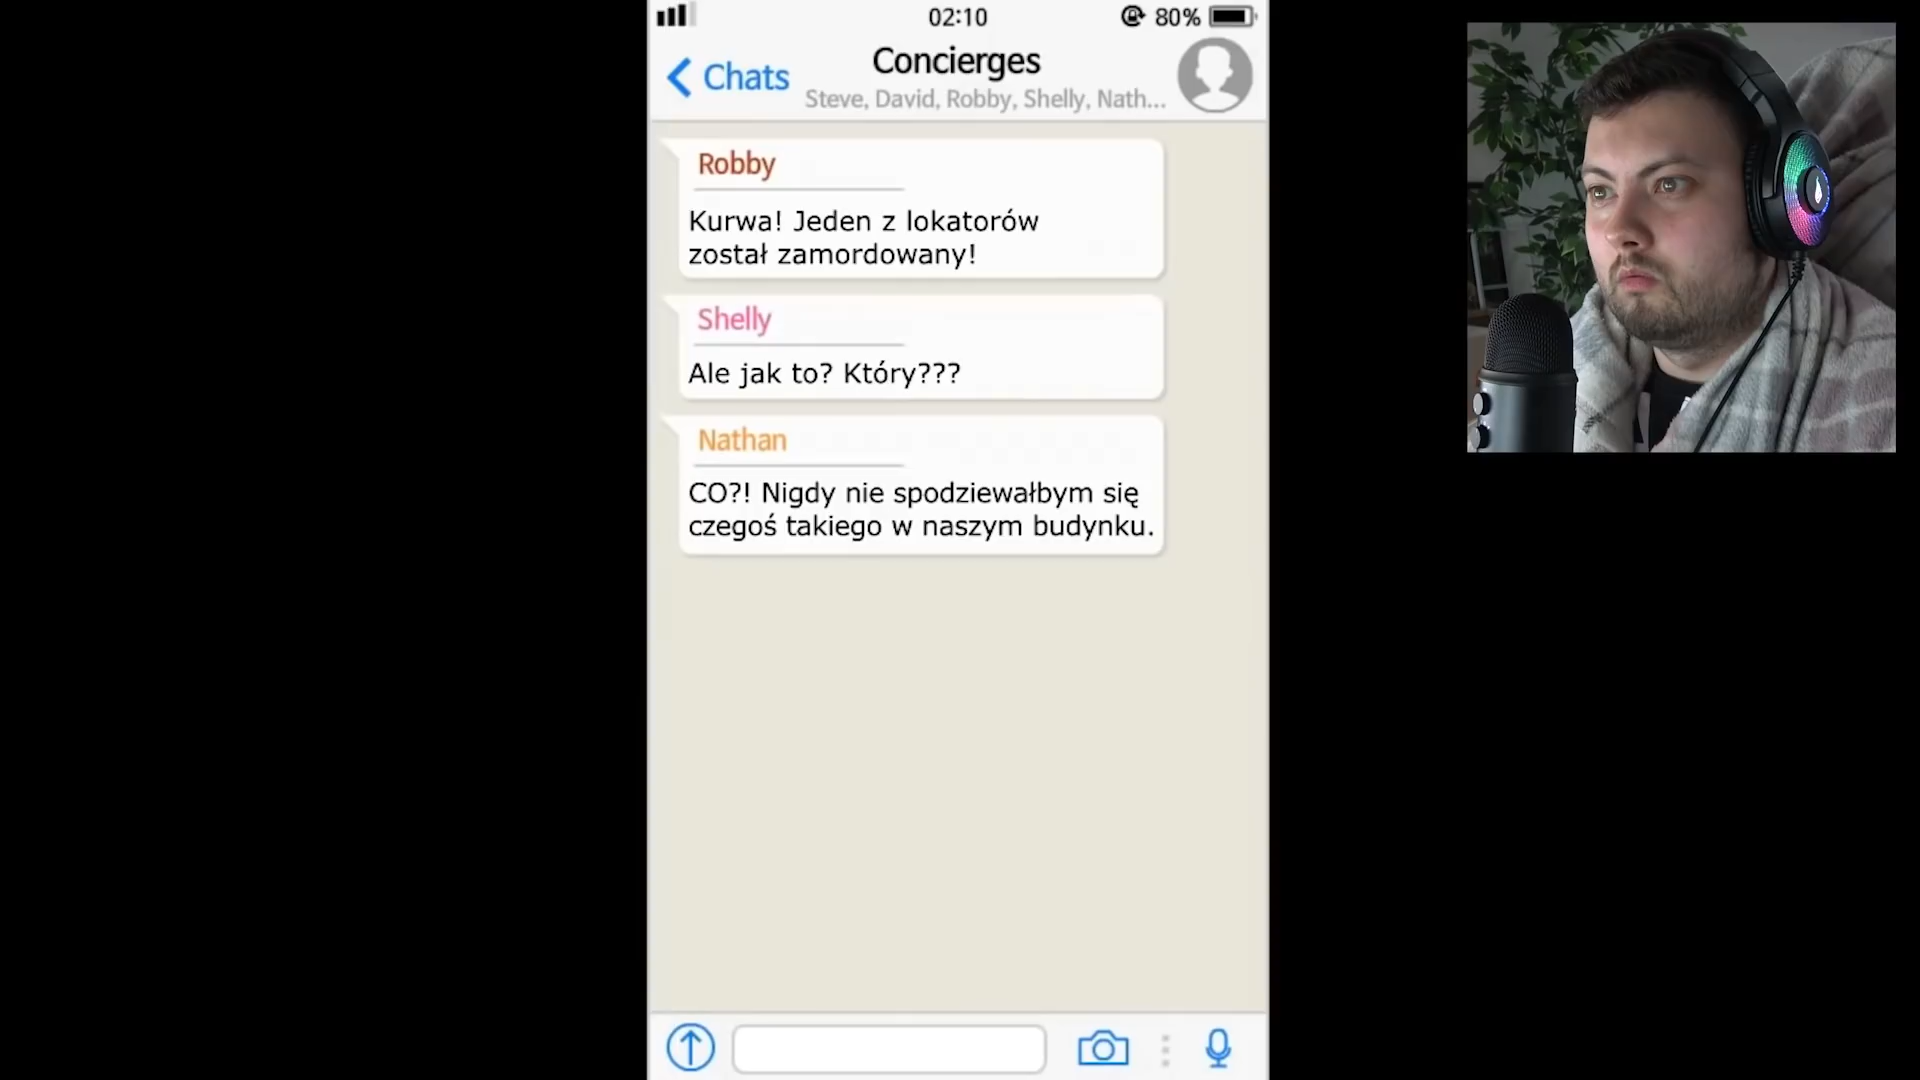 02:10
80%
Chats
Concierges
Steve, David, Robby, Shelly, Nath...
Robby
Kurwa! Jeden z lokatorów
został zamordowany!
Shelly
Ale jak to? Który???
Nathan
CO?! Nigdy nie spodziewałbym się
czegoś takiego w naszym budynku.